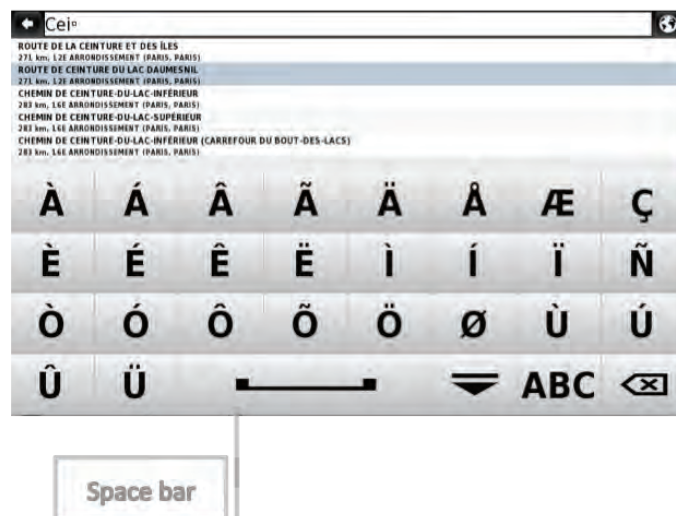 Cei
ROUTE DE LA CEINTURE ET DES ÎLES
271 km, 12E ARRONDISSEMENT (PARIS, PARIS)
ROUTE DE CEINTURE DU LAC DAUMESNIL
271 km, 12E ARRONDISSEMENT (PARIS, PARIS)
CHEMIN DE CEINTURE-DU-LAC-INFÉRIEUR
283 km, 16E ARRONDISSEMENT (PARIS, PARIS)
CHEMIN DE CEINTURE-DU-LAC-SUPÉRIEUR
283 km, 16E ARRONDISSEMENT (PARIS, PARIS)
CHEMIN DE CEINTURE-DU-LAC-INFÉRIEUR (CARREFOUR DU BOUT-DES-LACS)
283 km, 16E ARRONDISSEMENT (PARIS, PARIS)
À Á Â Ã Ä Å Æ Ç
È É Ê Ë Ì Í Ï Ñ
Ò Ó Ô Õ Ö Ø Ù Ú
Û Ü ABC
Space bar